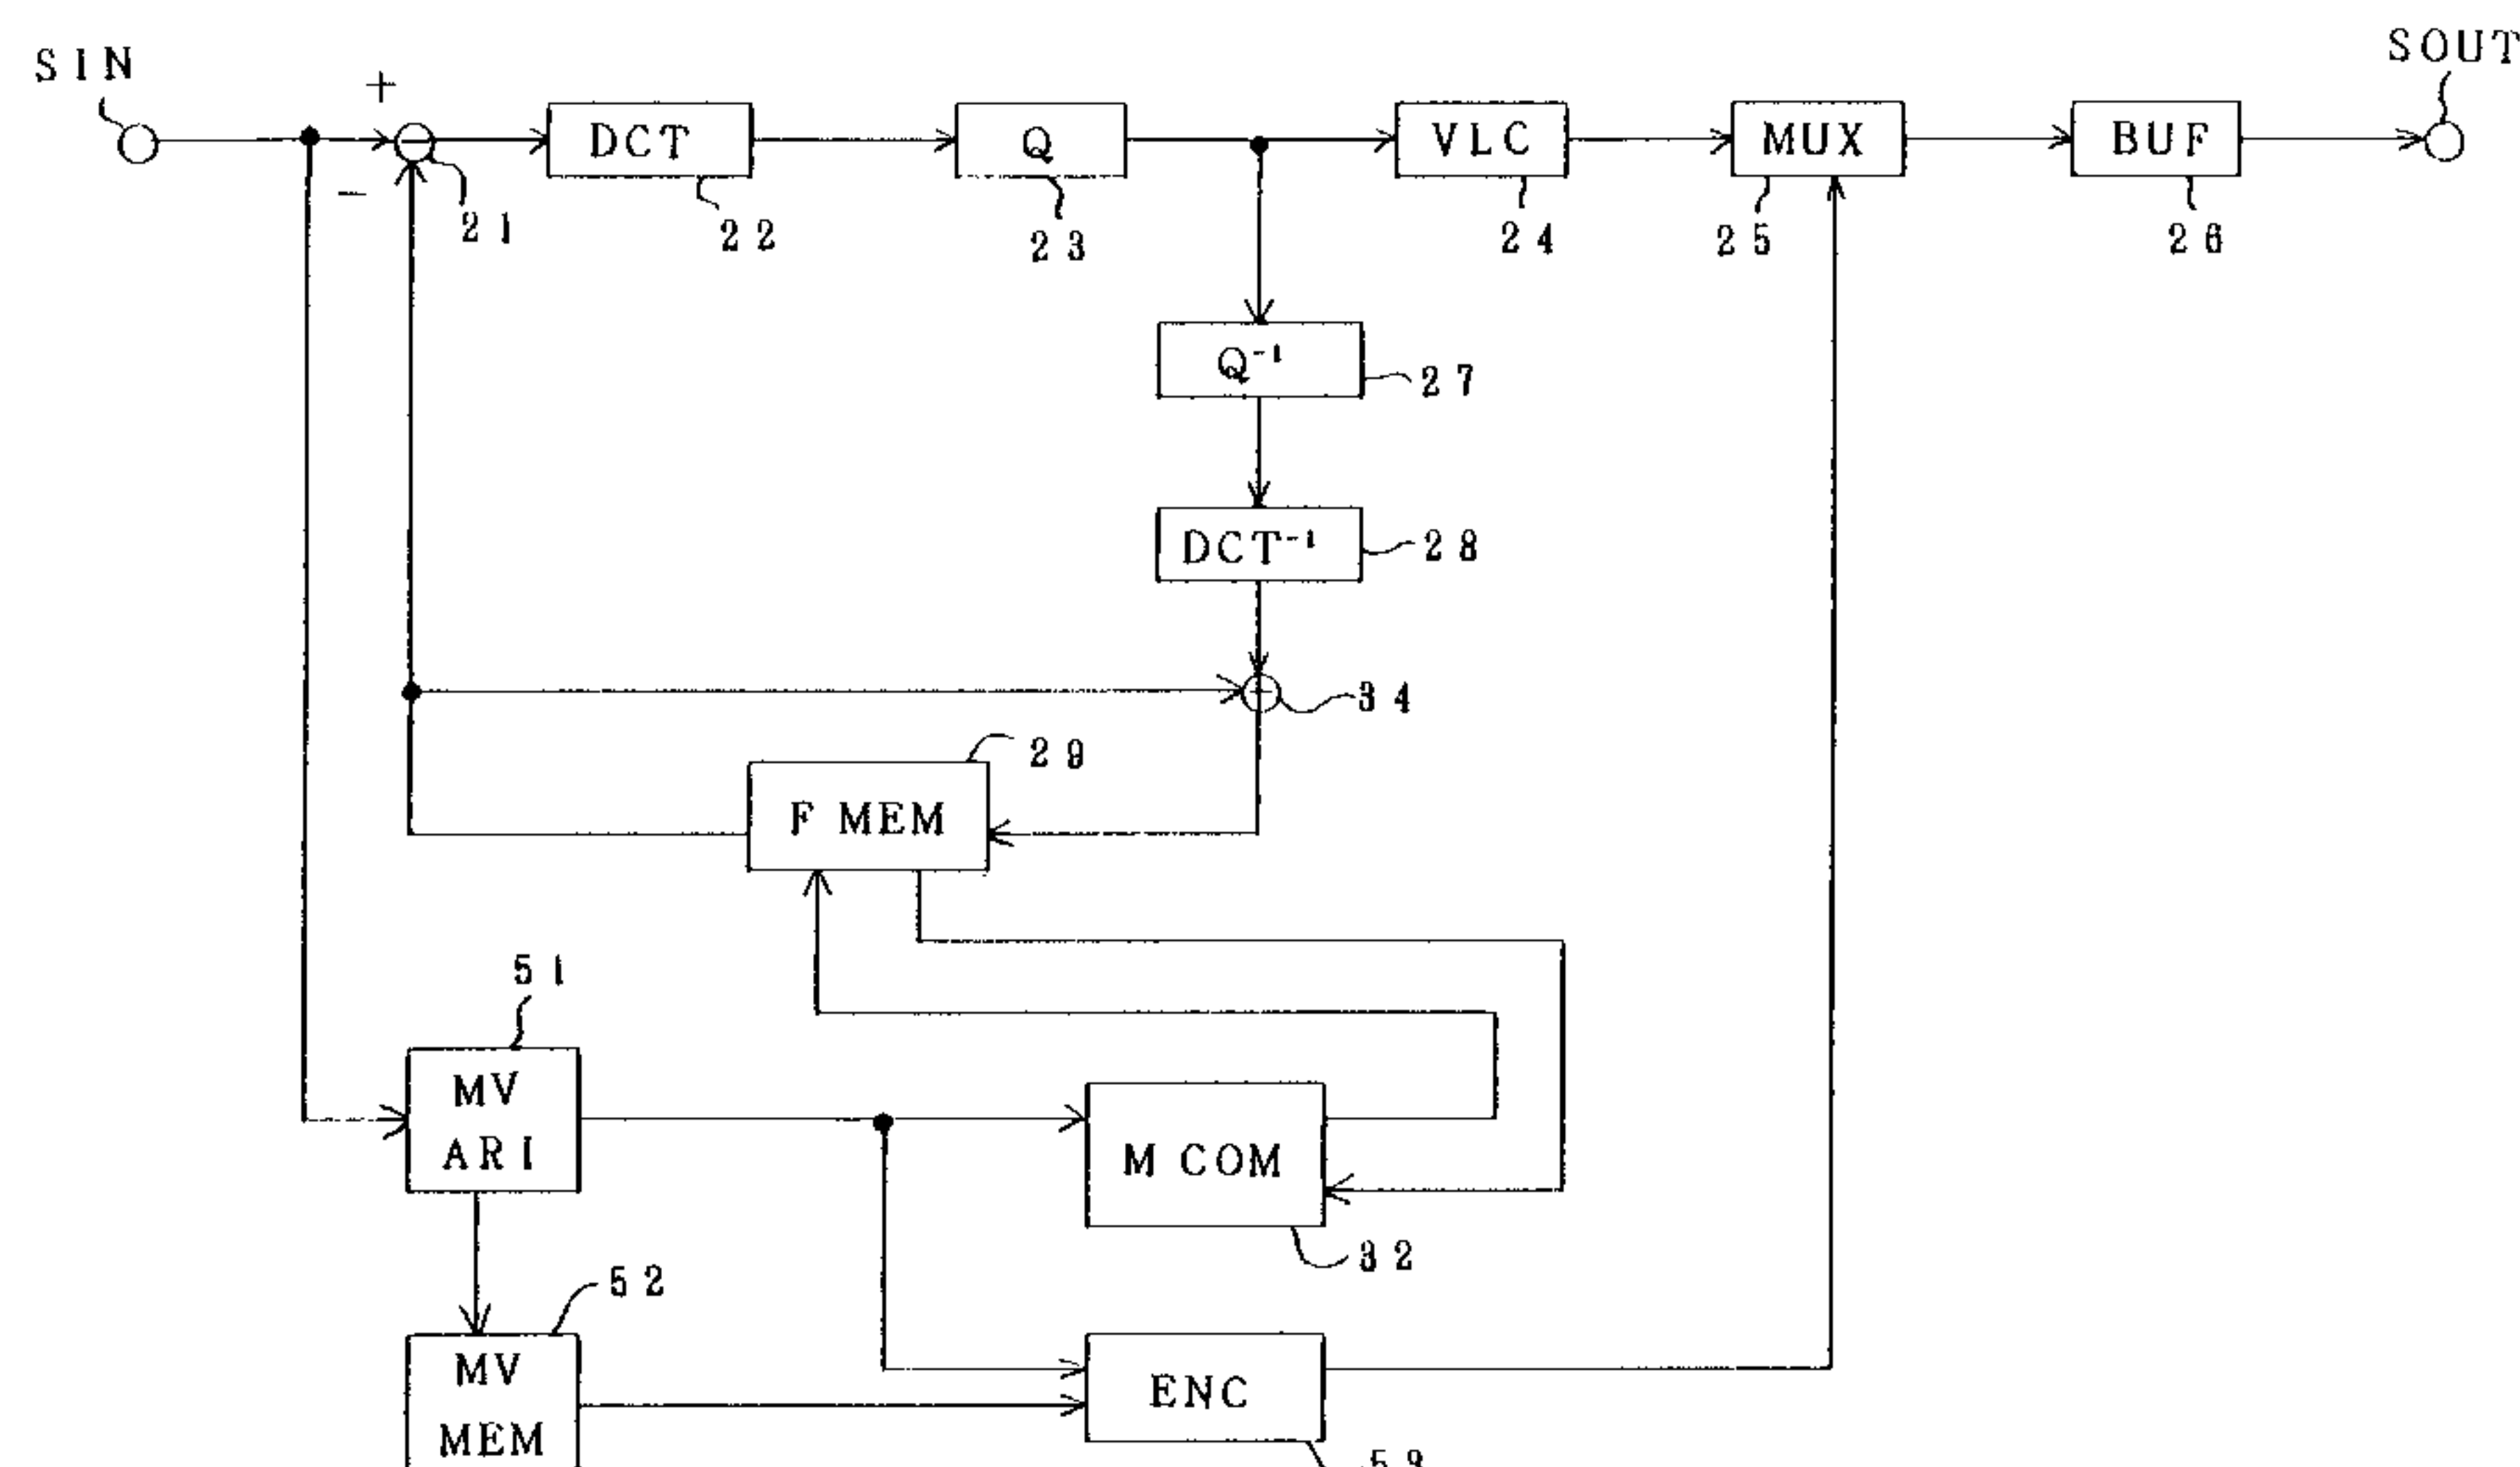 SIN
SOUT
+
DCT
Q
VLC
MUX
BUF
−
21
22
23
24
25
26
Q⁻¹
27
DCT⁻¹
28
34
29
F MEM
51
MV
ARI
M COM
32
52
MV
MEM
ENC
53